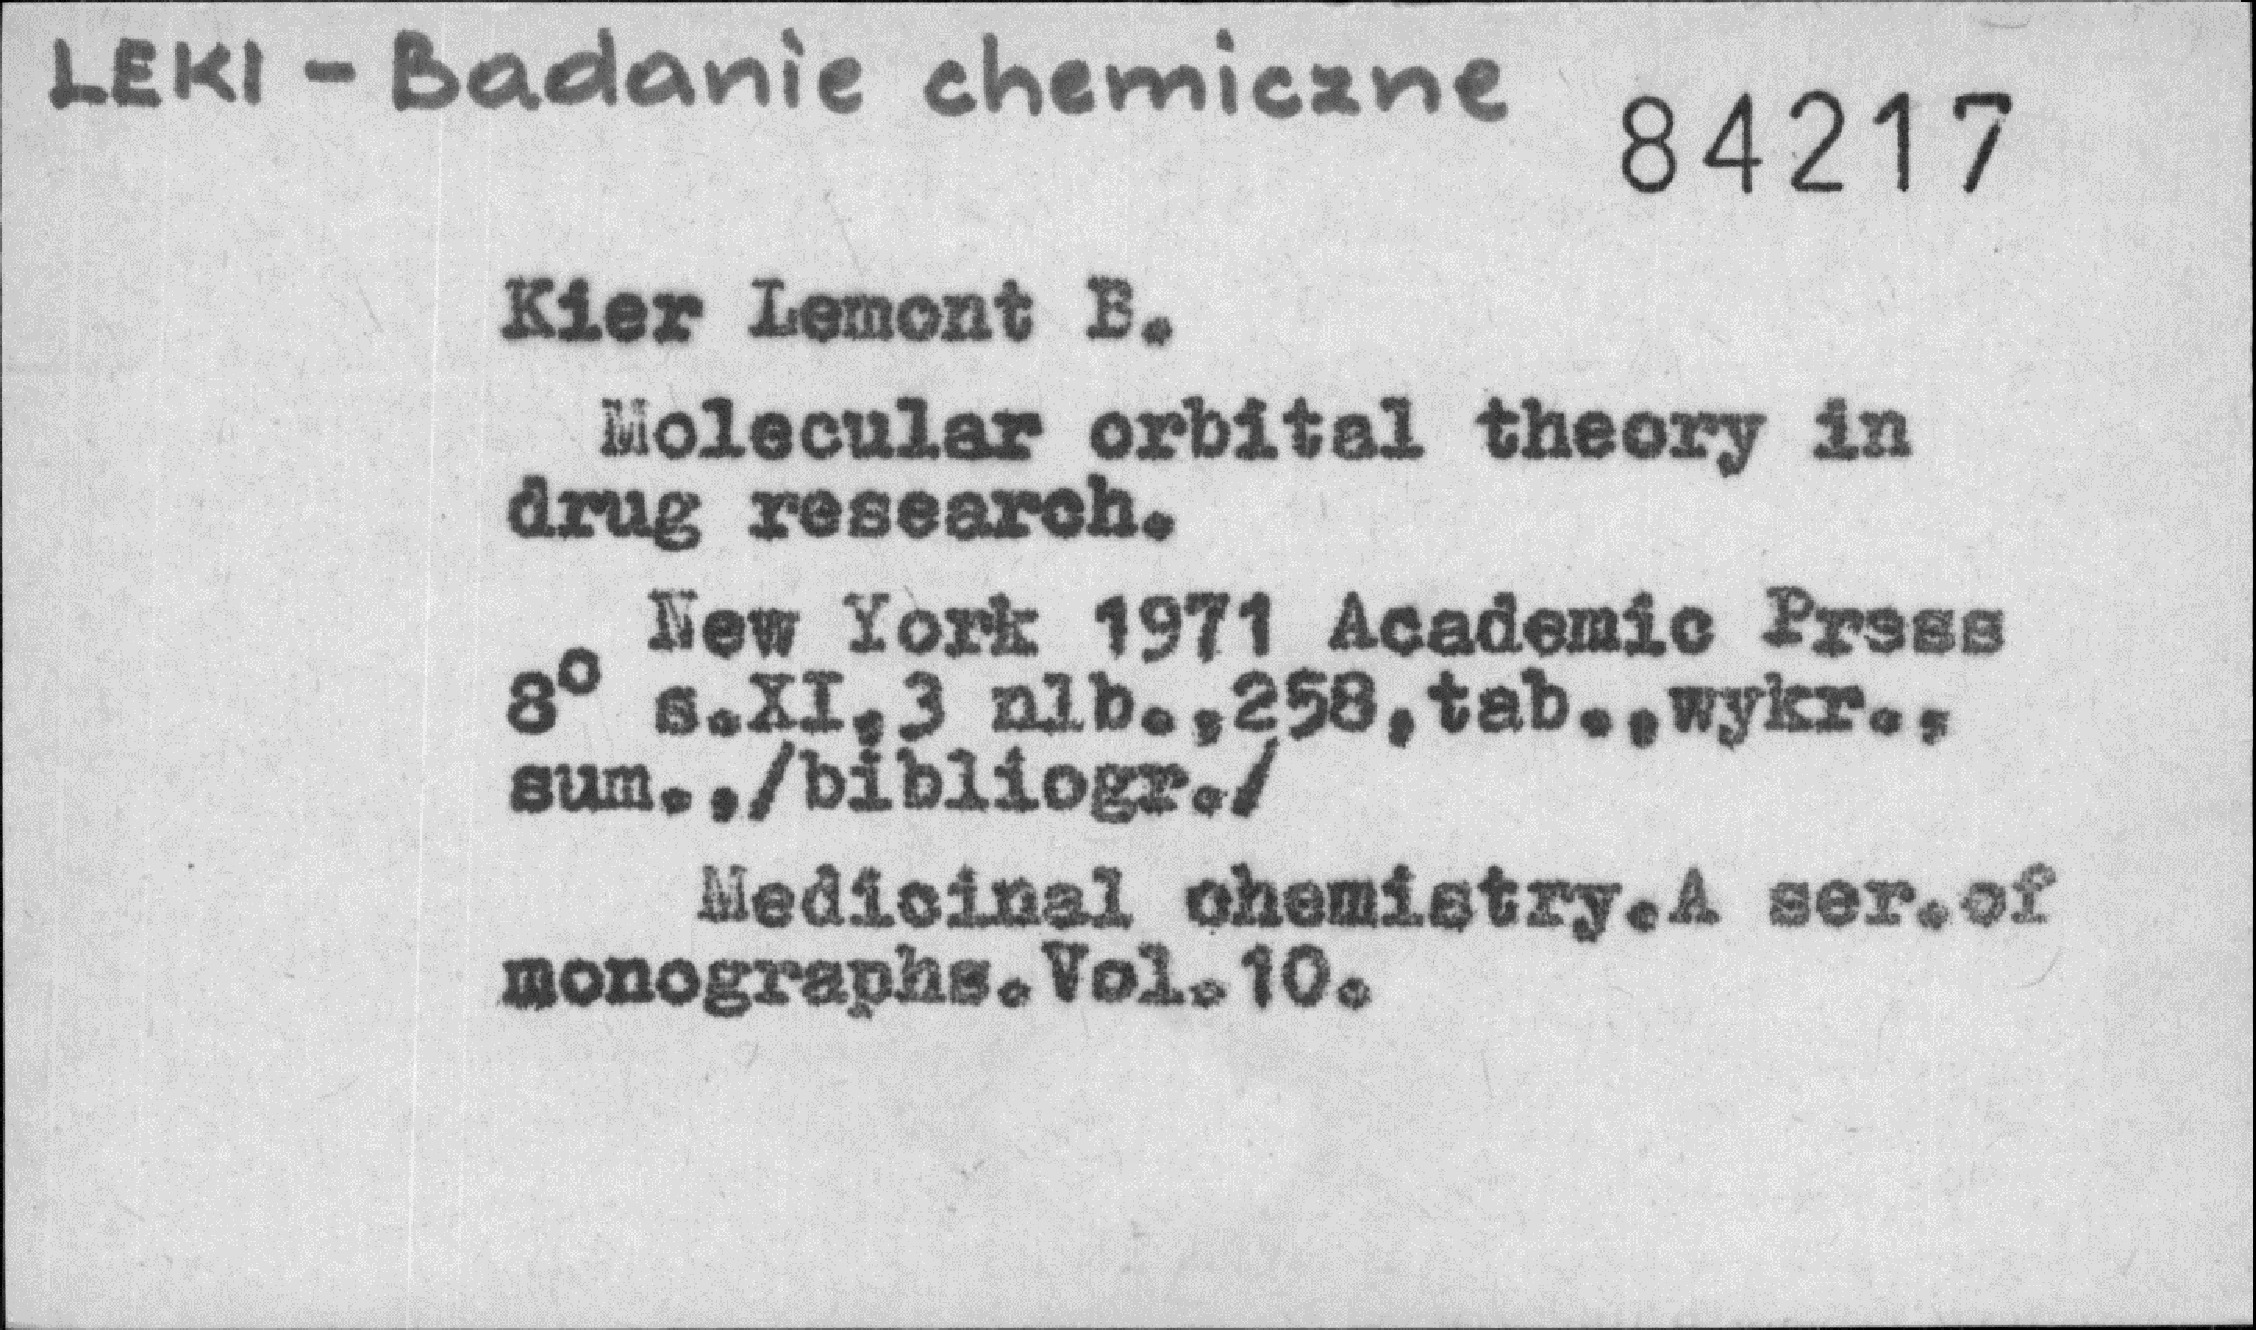 LEKI - Badanie chemiczne
84217
Kier Lemont B.
Molecular orbital theory in
drug research.
New York 1971 Academic Press
8° s.XI,3 nlb.,258,tab.,wykr.,
sum.,/bibliogr./
Medicinal chemistry.A ser.of
monographs.Vol.10.